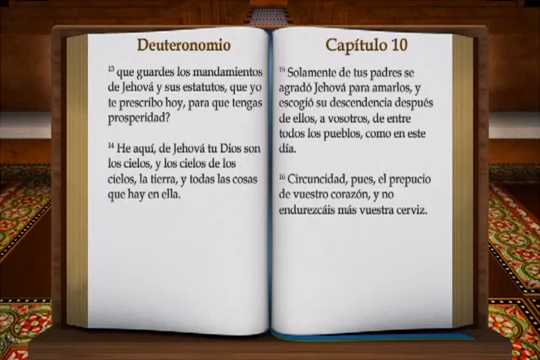 Deuteronomio
¹³ que guardes los mandamientos
de Jehová y sus estatutos, que yo
te prescribo hoy, para que tengas
prosperidad?
¹⁴ He aquí, de Jehová tu Dios son
los cielos, y los cielos de los
cielos, la tierra, y todas las cosas
que hay en ella.
Capítulo 10
¹⁵ Solamente de tus padres se
agradó Jehová para amarlos, y
escogió su descendencia después
de ellos, a vosotros, de entre
todos los pueblos, como en este
día.
¹⁶ Circuncidad, pues, el prepucio
de vuestro corazón, y no
endurezcáis más vuestra cerviz.